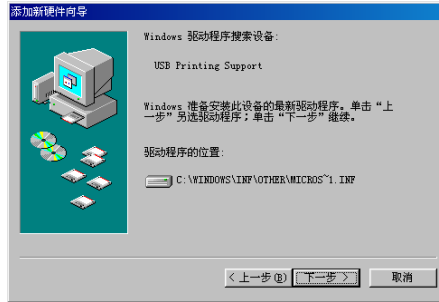 添加新硬件向导
Windows 驱动程序搜索设备:
USB Printing Support
Windows 准备安装此设备的最新驱动程序。单击“上
一步”另选驱动程序；单击“下一步”继续。
驱动程序的位置:
C:\WINDOWS\INF\OTHER\MICROS~1.INF
< 上一步(B) 下一步 > 取消